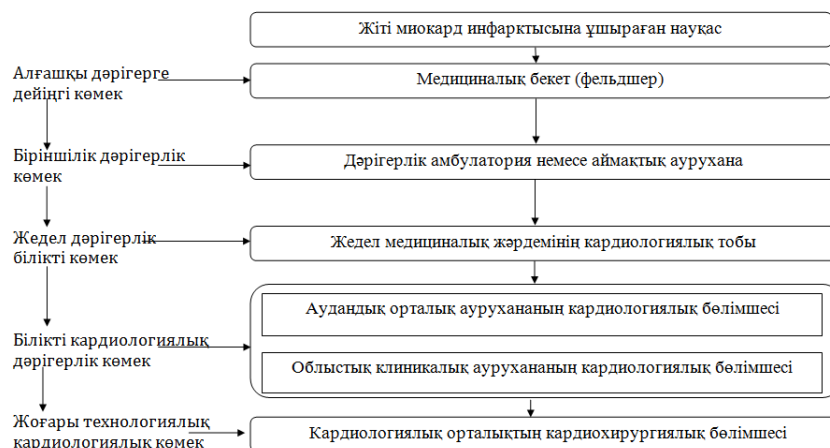 Жіті миокард инфарктысына ұшыраған науқас
Алғашқы дәрігерге
дейіңгі көмек
Медициналық бекет (фельдшер)
Біріншілік дәрігерлік
көмек
Дәрігерлік амбулатория немесе аймақтық аурухана
Жедел дәрігерлік
білікті көмек
Жедел медициналық жәрдемінің кардиологиялық тобы
Аудандық орталық аурухананың кардиологиялық бөлімшесі
Білікті кардиологиялық
дәрігерлік көмек
Облыстық клиникалық аурухананың кардиологиялық бөлімшесі
Жоғары технологиялық
кардиологиялық көмек
Кардиологиялық орталықтың кардиохирургиялық бөлімшесі